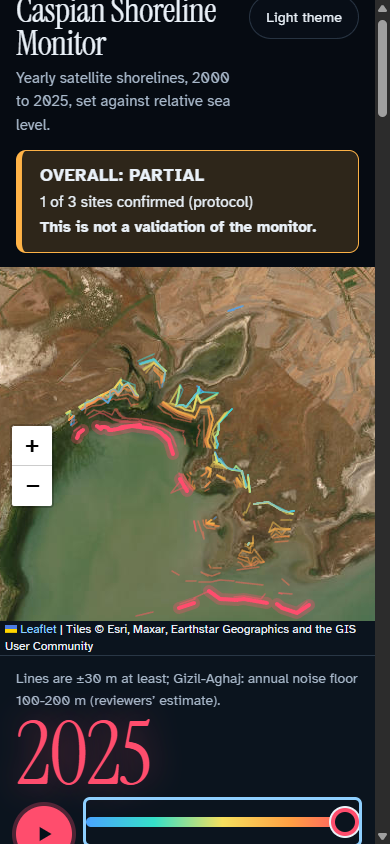 Caspian Shoreline
Monitor
Light theme
Yearly satellite shorelines, 2000
to 2025, set against relative sea
level.
OVERALL: PARTIAL
1 of 3 sites confirmed (protocol)
This is not a validation of the monitor.
+
−
Leaflet | Tiles © Esri, Maxar, Earthstar Geographics and the GIS
User Community
Lines are ±30 m at least; Gizil-Aghaj: annual noise floor
100-200 m (reviewers' estimate).
2025